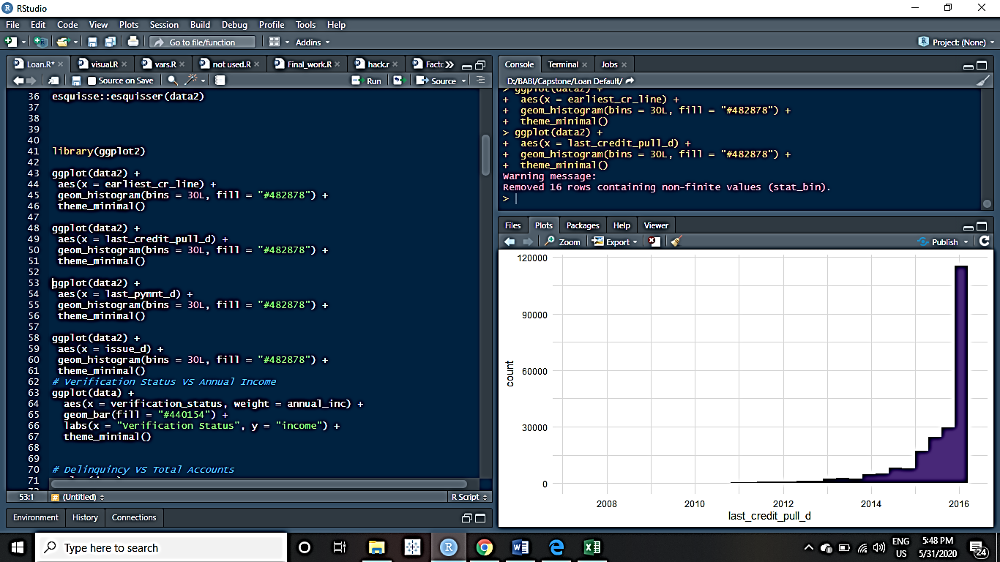 RStudio
File Edit Code View Plots Session Build Debug Profile Tools Help
Go to file/function Addins Project: (None)
Loan.R* visual.R vars.R not used.R Final_work.R hack.r Facto
Source on Save Run Source
36 esquisse::esquisser(data2)
37
38
39
40
41 library(ggplot2)
42
43 ggplot(data2) +
44 aes(x = earliest_cr_line) +
45 geom_histogram(bins = 30L, fill = "#482878") +
46 theme_minimal()
47
48 ggplot(data2) +
49 aes(x = last_credit_pull_d) +
50 geom_histogram(bins = 30L, fill = "#482878") +
51 theme_minimal()
52
53 ggplot(data2) +
54 aes(x = last_pymnt_d) +
55 geom_histogram(bins = 30L, fill = "#482878") +
56 theme_minimal()
57
58 ggplot(data2) +
59 aes(x = issue_d) +
60 geom_histogram(bins = 30L, fill = "#482878") +
61 theme_minimal()
62 # Verification Status VS Annual Income
63 ggplot(data) +
64 aes(x = verification_status, weight = annual_inc) +
65 geom_bar(fill = "#440154") +
66 labs(x = "Verification Status", y = "income") +
67 theme_minimal()
68
69
70 # Delinquincy VS Total Accounts
71
53:1 # (Untitled) R Script
Environment History Connections
Console Terminal Jobs
D:/BABI/Capstone/Loan Default/
> ggplot(data2) +
+ aes(x = earliest_cr_line) +
+ geom_histogram(bins = 30L, fill = "#482878") +
+ theme_minimal()
> ggplot(data2) +
+ aes(x = last_credit_pull_d) +
+ geom_histogram(bins = 30L, fill = "#482878") +
+ theme_minimal()
Warning message:
Removed 16 rows containing non-finite values (stat_bin).
>
Files Plots Packages Help Viewer
Zoom Export Publish
120000
90000
60000
30000
0
count
2008 2010 2012 2014 2016
last_credit_pull_d
Type here to search
ENG
US
5:48 PM
5/31/2020
24